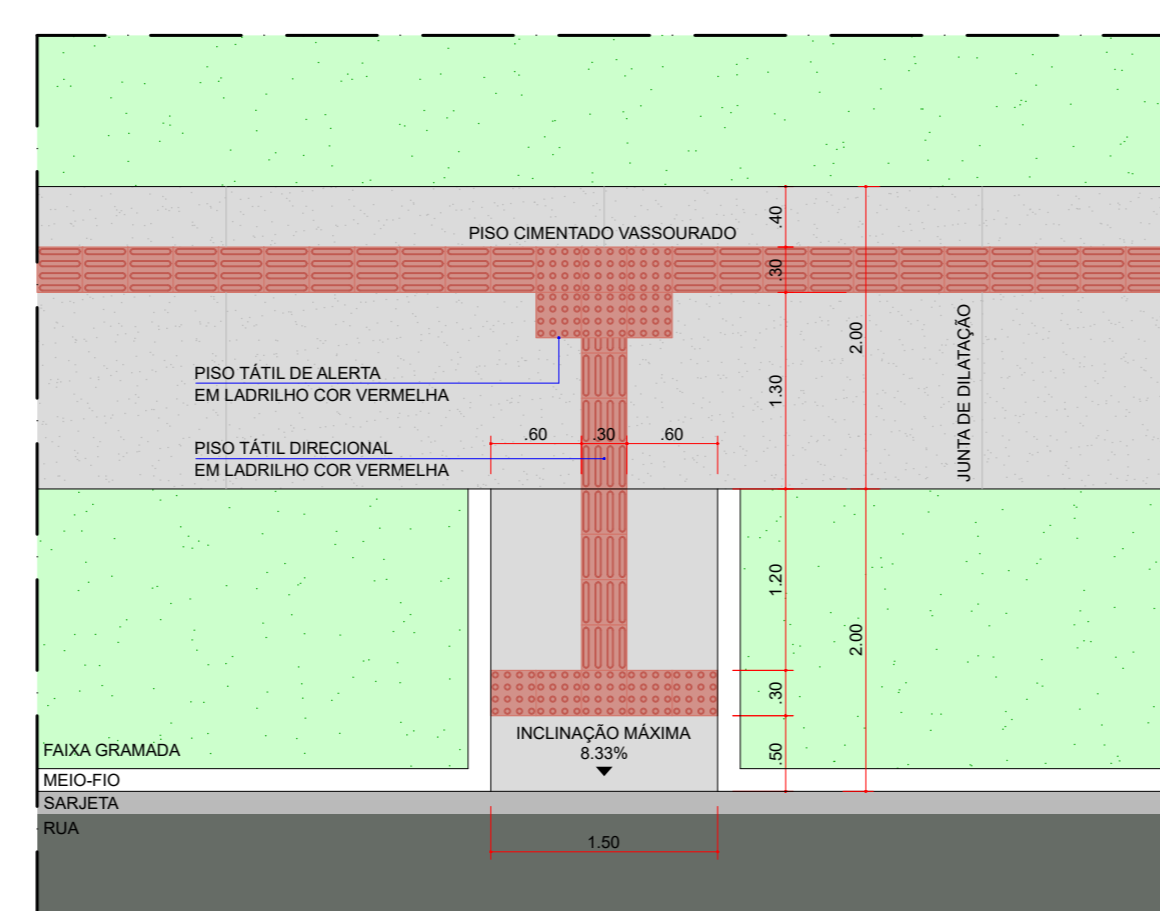 PISO CIMENTADO VASSOURADO
.40
.30
2.00
1.30
JUNTA DE DILATAÇÃO
PISO TÁTIL DE ALERTA
EM LADRILHO COR VERMELHA
.60
.30
.60
PISO TÁTIL DIRECIONAL
EM LADRILHO COR VERMELHA
1.20
2.00
.30
.50
INCLINAÇÃO MÁXIMA
8.33%
FAIXA GRAMADA
MEIO-FIO
SARJETA
RUA
1.50